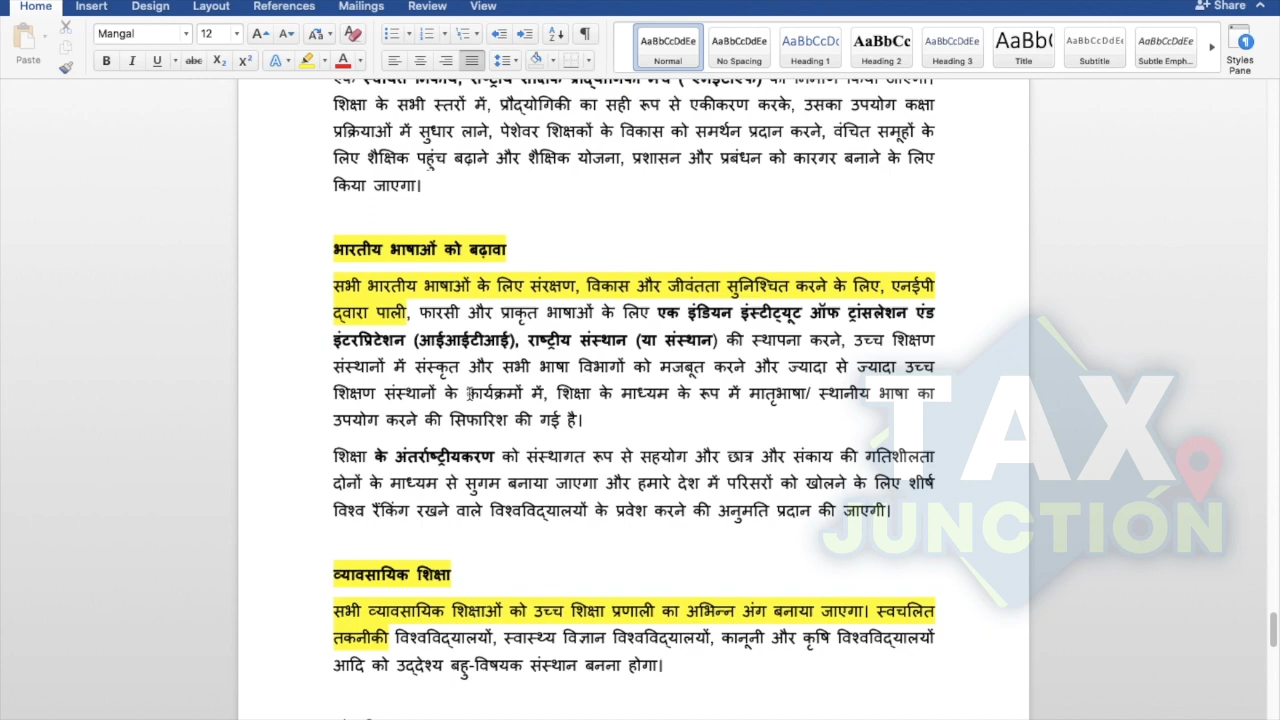 Home Insert Design Layout References Mailings Review View Share
Paste Mangal 12 A A Aa A AaBbCcDdEe AaBbCcDdEe AaBbCcDc AaBbCc AaBbCcDdEe AaBb( AaBbCcDdEe AaBbCcDdEe
B I U abc X2 X2 A A Normal No Spacing Heading 1 Heading 2 Heading 3 Title Subtitle Subtle Emph... Styles
Pane
शिक्षा के सभी स्तरों में, प्रौद्योगिकी का सही रूप से एकीकरण करके, उसका उपयोग कक्षा
प्रक्रियाओं में सुधार लाने, पेशेवर शिक्षकों के विकास को समर्थन प्रदान करने, वंचित समूहों के
लिए शैक्षिक पहुंच बढ़ाने और शैक्षिक योजना, प्रशासन और प्रबंधन को कारगर बनाने के लिए
किया जाएगा।
भारतीय भाषाओं को बढ़ावा
सभी भारतीय भाषाओं के लिए संरक्षण, विकास और जीवंतता सुनिश्चित करने के लिए, एनईपी
द्वारा पाली, फारसी और प्राकृत भाषाओं के लिए एक इंडियन इंस्टीट्यूट ऑफ ट्रांसलेशन एंड
इंटरप्रिटेशन (आईआईटीआई), राष्ट्रीय संस्थान (या संस्थान) की स्थापना करने, उच्च शिक्षण
संस्थानों में संस्कृत और सभी भाषा विभागों को मजबूत करने और ज्यादा से ज्यादा उच्च
शिक्षण संस्थानों के कार्यक्रमों में, शिक्षा के माध्यम के रूप में मातृभाषा/ स्थानीय भाषा का
उपयोग करने की सिफारिश की गई है।
शिक्षा के अंतर्राष्ट्रीयकरण को संस्थागत रूप से सहयोग और छात्र और संकाय की गतिशीलता
दोनों के माध्यम से सुगम बनाया जाएगा और हमारे देश में परिसरों को खोलने के लिए शीर्ष
विश्व रैंकिंग रखने वाले विश्वविद्यालयों के प्रवेश करने की अनुमति प्रदान की जाएगी।
व्यावसायिक शिक्षा
सभी व्यावसायिक शिक्षाओं को उच्च शिक्षा प्रणाली का अभिन्न अंग बनाया जाएगा। स्वचलित
तकनीकी विश्वविद्यालयों, स्वास्थ्य विज्ञान विश्वविद्यालयों, कानूनी और कृषि विश्वविद्यालयों
आदि को उद्देश्य बहु-विषयक संस्थान बनना होगा।
TAX
JUNCTION